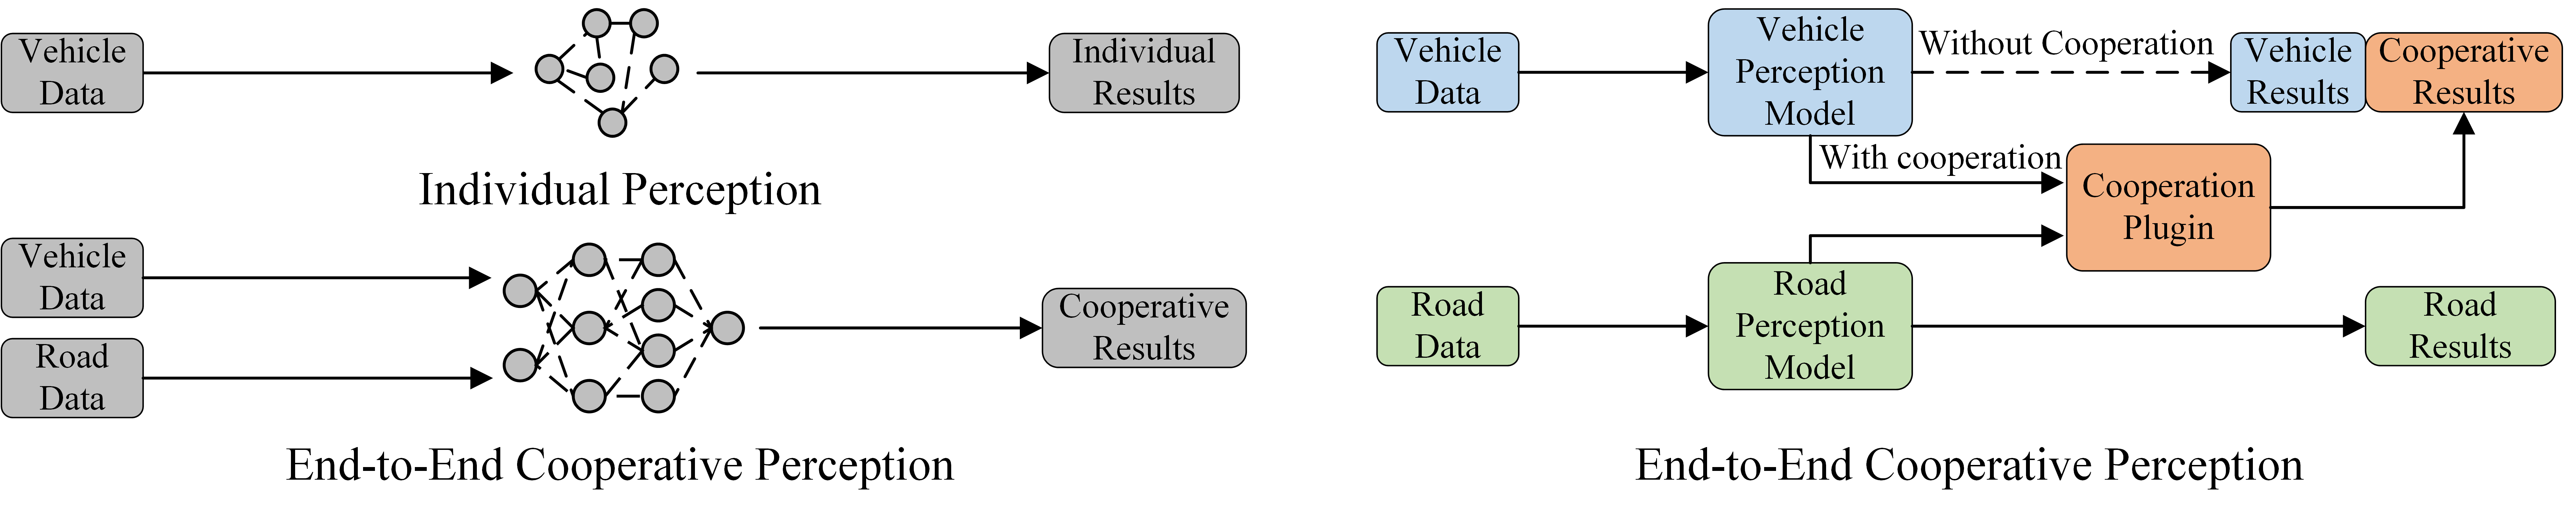 Vehicle
Data
Individual
Results
Individual Perception
Vehicle
Data
Road
Data
Cooperative
Results
End-to-End Cooperative Perception
Vehicle
Data
Vehicle
Perception
Model
Without Cooperation
Vehicle
Results
Cooperative
Results
With cooperation
Cooperation
Plugin
Road
Data
Road
Perception
Model
Road
Results
End-to-End Cooperative Perception